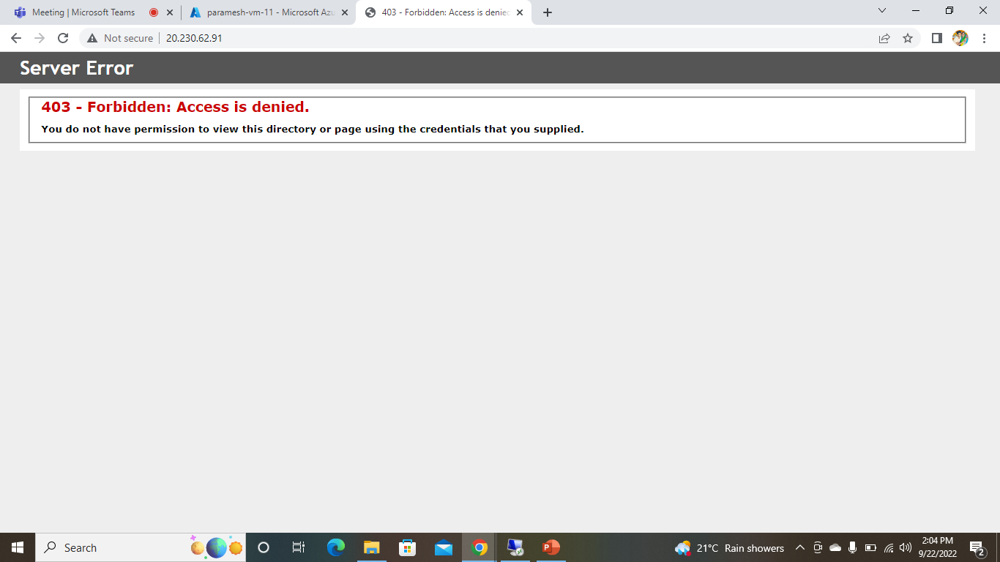 Meeting | Microsoft Teams
paramesh-vm-11 - Microsoft Azu
403 - Forbidden: Access is denied
Not secure
20.230.62.91
Server Error
403 - Forbidden: Access is denied.
You do not have permission to view this directory or page using the credentials that you supplied.
Search
P
21°C Rain showers
2:04 PM
9/22/2022
2